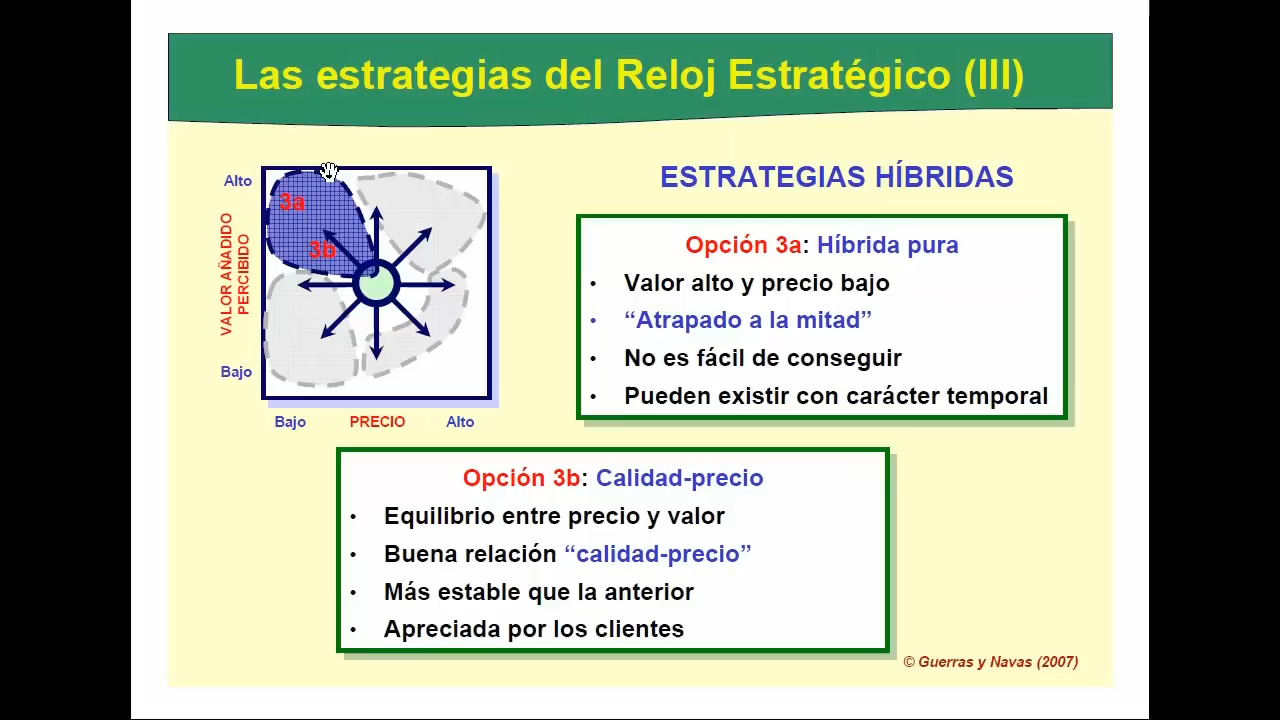 Las estrategias del Reloj Estratégico (III)
Alto
3a
3b
VALOR AÑADIDO
PERCIBIDO
Bajo
Bajo PRECIO Alto
ESTRATEGIAS HÍBRIDAS
Opción 3a: Híbrida pura
• Valor alto y precio bajo
• “Atrapado a la mitad”
• No es fácil de conseguir
• Pueden existir con carácter temporal
Opción 3b: Calidad-precio
• Equilibrio entre precio y valor
• Buena relación “calidad-precio”
• Más estable que la anterior
• Apreciada por los clientes
© Guerras y Navas (2007)